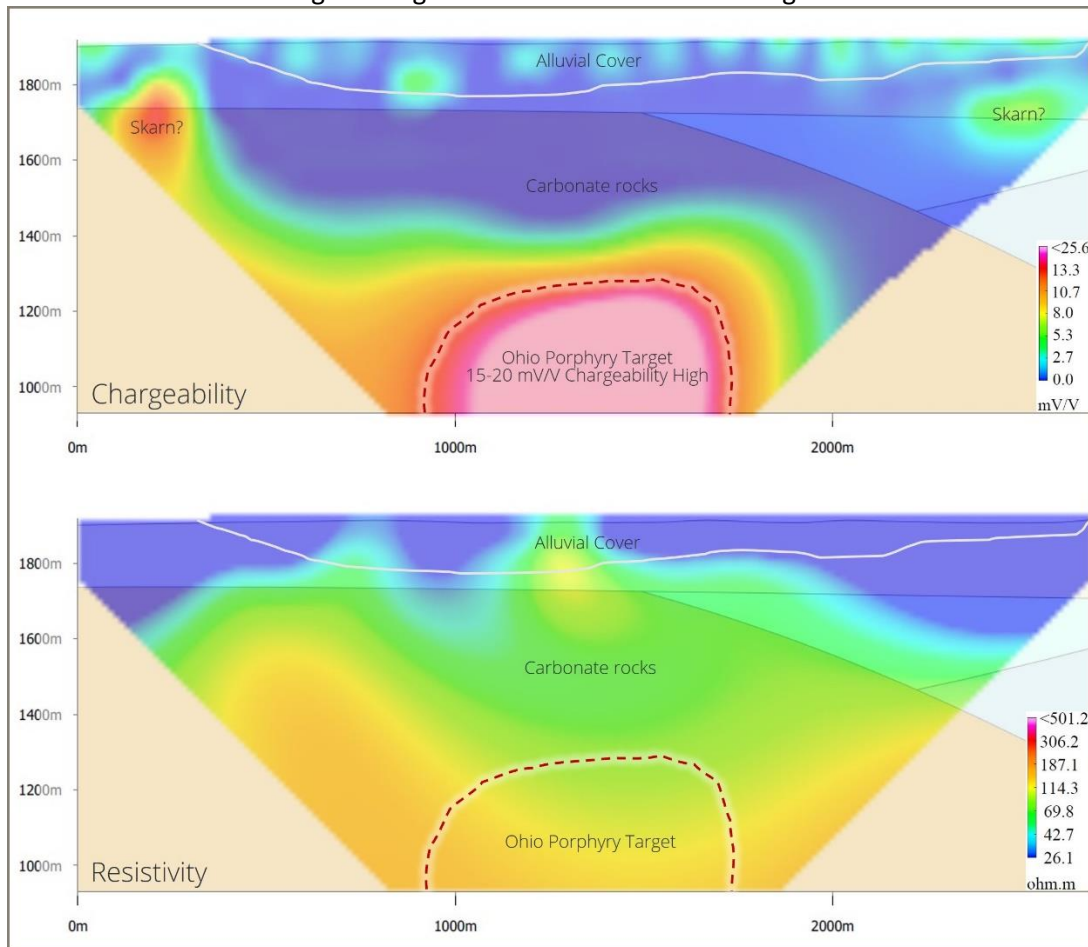 Alluvial Cover
1800m
Skarn?
Skarn?
1600m
Carbonate rocks
1400m
<25.6
13.3
1200m
10.7
8.0
Ohio Porphyry Target
15-20 mV/V Chargeability High
5.3
2.7
1000m
0.0
Chargeability
mV/V
0m
1000m
2000m
Alluvial Cover
1800m
1600m
Carbonate rocks
1400m
<501.2
306.2
187.1
1200m
114.3
Ohio Porphyry Target
69.8
42.7
1000m
26.1
Resistivity
ohm.m
0m
1000m
2000m